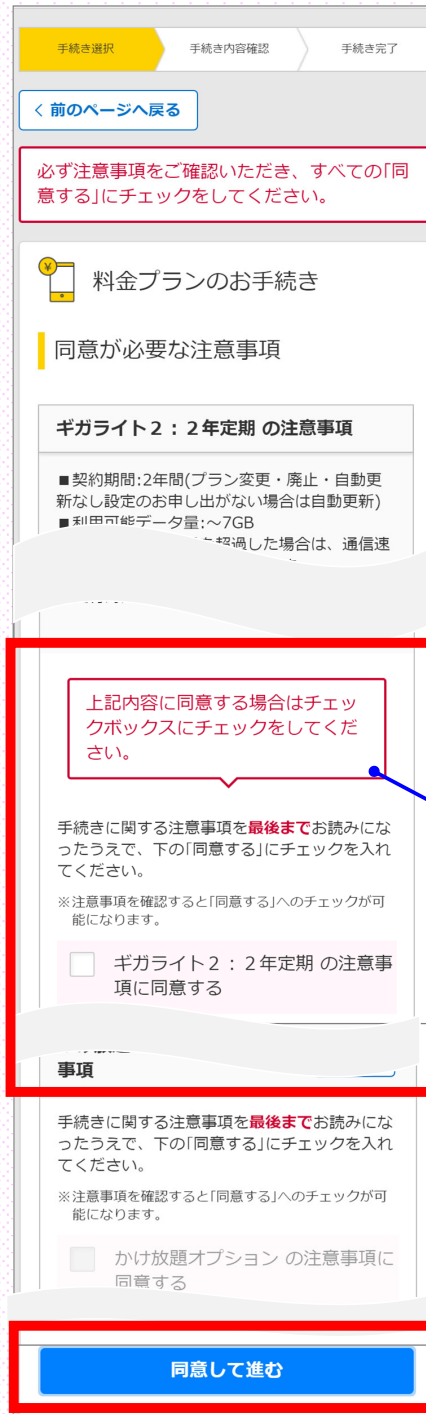 手続き選択
手続き内容確認
手続き完了
前のページへ戻る
必ず注意事項をご確認いただき、すべての「同
意する」にチェックをしてください。
料金プランのお手続き
同意が必要な注意事項
ギガライト２：２年定期 の注意事項
■契約期間:2年間(プラン変更・廃止・自動更
新なし設定のお申し出がない場合は自動更新)
■利用可能データ量:～7GB
超過した場合は、通信速
上記内容に同意する場合はチェッ
クボックスにチェックをしてくだ
さい。
手続きに関する注意事項を最後までお読みにな
ったうえで、下の「同意する」にチェックを入れ
てください。
※注意事項を確認すると「同意する」へのチェックが可
能になります。
ギガライト２：２年定期 の注意事
項に同意する
事項
手続きに関する注意事項を最後までお読みにな
ったうえで、下の「同意する」にチェックを入れ
てください。
※注意事項を確認すると「同意する」へのチェックが可
能になります。
かけ放題オプション の注意事項に
同意する
同意して進む